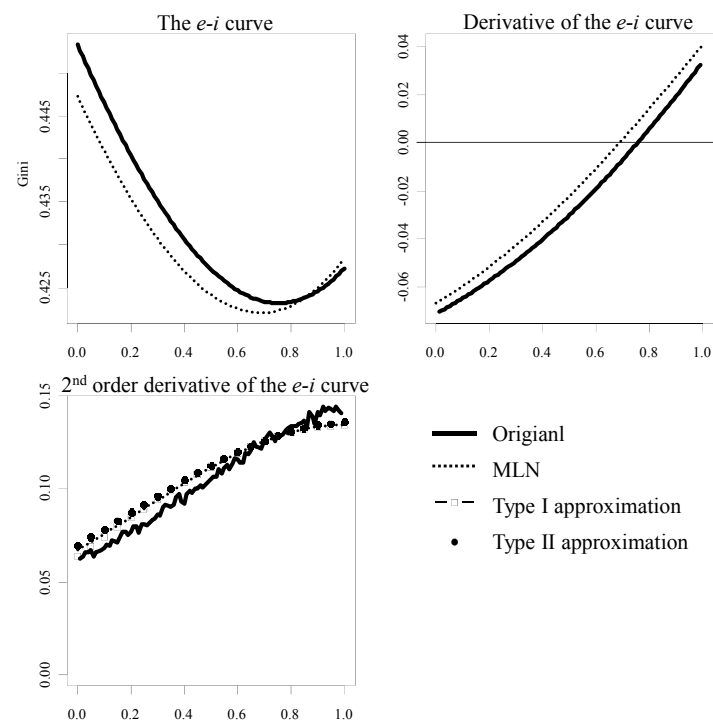 The e-i curve
Gini
0.445
0.435
0.425
0.0 0.2 0.4 0.6 0.8 1.0
Derivative of the e-i curve
0.04
0.02
0.00
-0.02
-0.04
-0.06
0.0 0.2 0.4 0.6 0.8 1.0
2nd order derivative of the e-i curve
0.15
0.10
0.05
0.00
0.0 0.2 0.4 0.6 0.8 1.0
Origianl
MLN
Type I approximation
Type II approximation